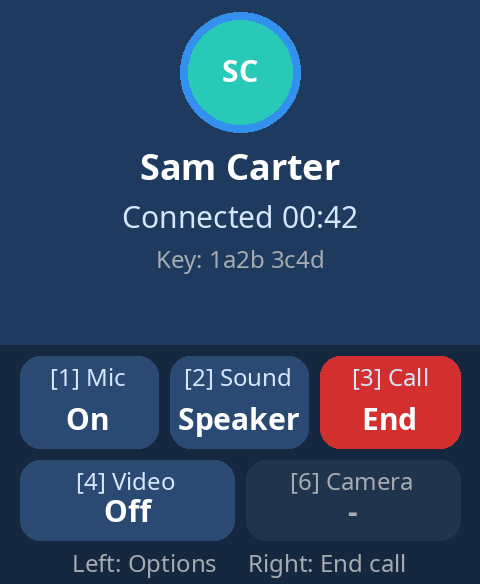 SC
Sam Carter
Connected 00:42
Key: 1a2b 3c4d
[1] Mic [2] Sound [3] Call
On Speaker End
[4] Video [6] Camera
Off -
Left: Options Right: End call